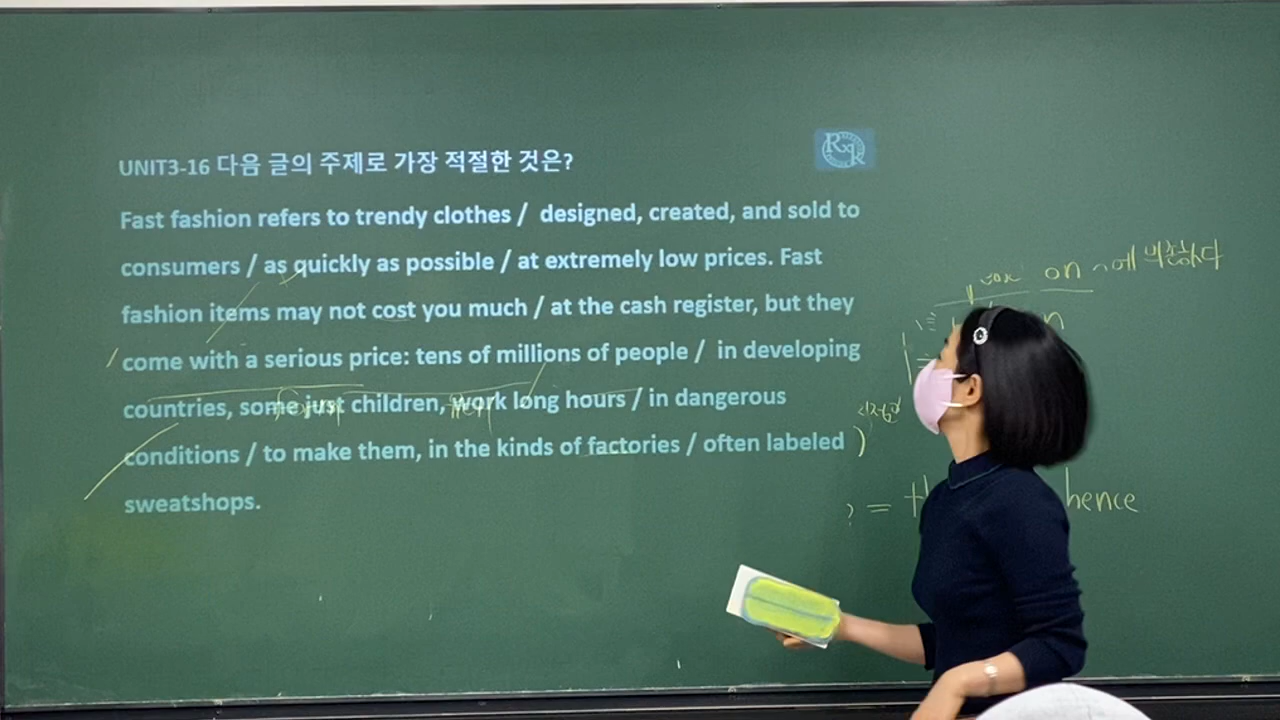 UNIT3-16 다음 글의 주제로 가장 적절한 것은?
Fast fashion refers to trendy clothes / designed, created, and sold to
consumers / as quickly as possible / at extremely low prices. Fast
fashion items may not cost you much / at the cash register, but they
come with a serious price: tens of millions of people / in developing
countries, some just children, work long hours / in dangerous
conditions / to make them, in the kinds of factories / often labeled
sweatshops.
on ~에 의존하다
= hence